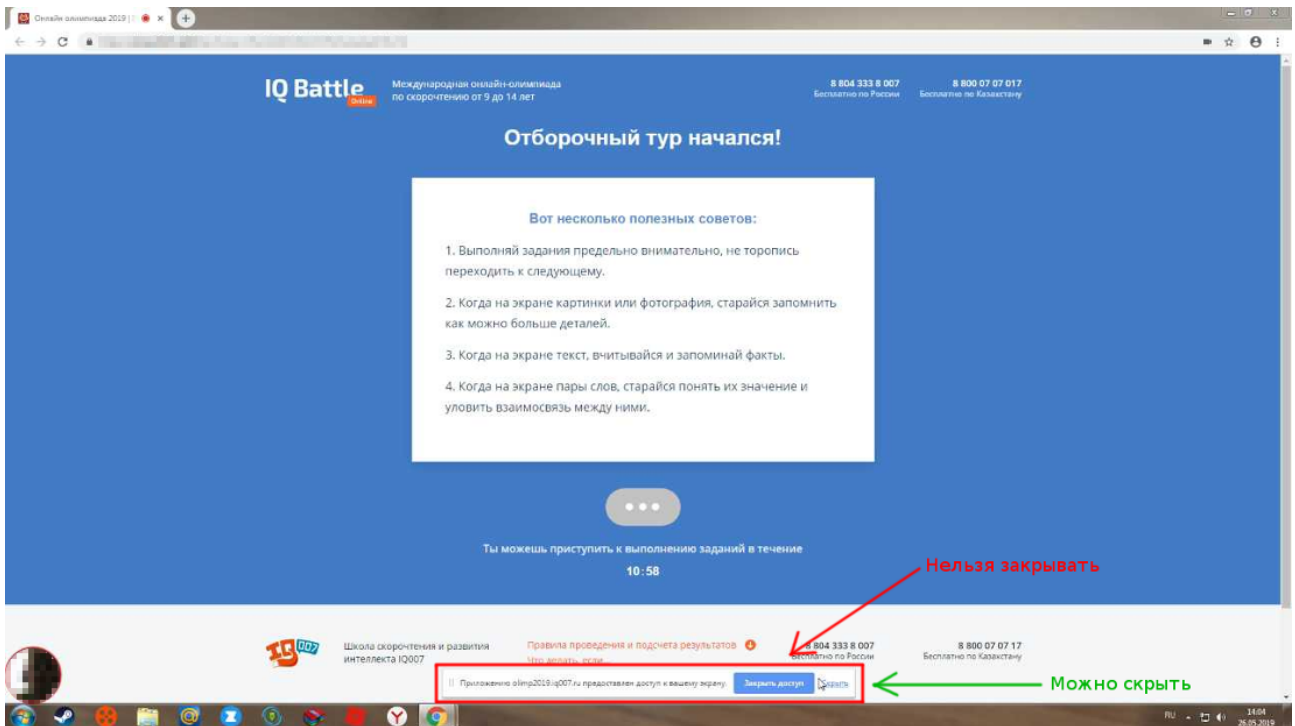 Онлайн олимпиада 2019 |
IQ Battle
Online
Международная онлайн-олимпиада
по скорочтению от 9 до 14 лет
8 804 333 8 007
Бесплатно по России
8 800 07 07 017
Бесплатно по Казахстану
Отборочный тур начался!
Вот несколько полезных советов:
1. Выполняй задания предельно внимательно, не торопись
переходить к следующему.
2. Когда на экране картинки или фотография, старайся запомнить
как можно больше деталей.
3. Когда на экране текст, вчитывайся и запоминай факты.
4. Когда на экране пары слов, старайся понять их значение и
уловить взаимосвязь между ними.
Ты можешь приступить к выполнению заданий в течение
10:58
Нельзя закрывать
IQ 007
Школа скорочтения и развития
интеллекта IQ007
Правила проведения и подсчета результатов
Что делать, если...
8 804 333 8 007
Бесплатно по России
8 800 07 07 17
Бесплатно по Казахстану
Приложению olimp2019.iq007.ru предоставлен доступ к вашему экрану.
Закрыть доступ
Скрыть
Можно скрыть
RU
14:04
26.05.2019